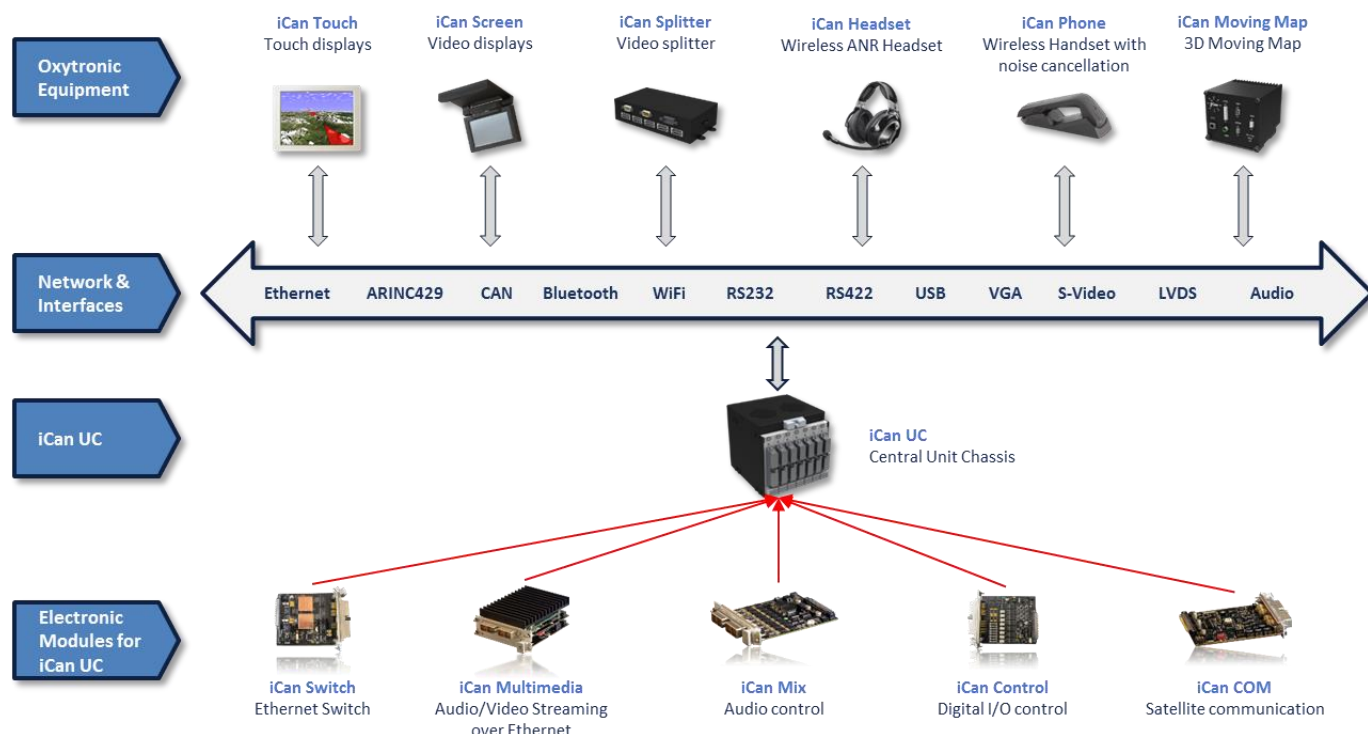 iCan Touch
Touch displays
iCan Screen
Video displays
iCan Splitter
Video splitter
iCan Headset
Wireless ANR Headset
iCan Phone
Wireless Handset with
noise cancellation
iCan Moving Map
3D Moving Map
Oxytronic
Equipment
Network &
Interfaces
Ethernet ARINC429 CAN Bluetooth WiFi RS232 RS422 USB VGA S-Video LVDS Audio
iCan UC
iCan UC
Central Unit Chassis
Electronic
Modules for
iCan UC
iCan Switch
Ethernet Switch
iCan Multimedia
Audio/Video Streaming
over Ethernet
iCan Mix
Audio control
iCan Control
Digital I/O control
iCan COM
Satellite communication